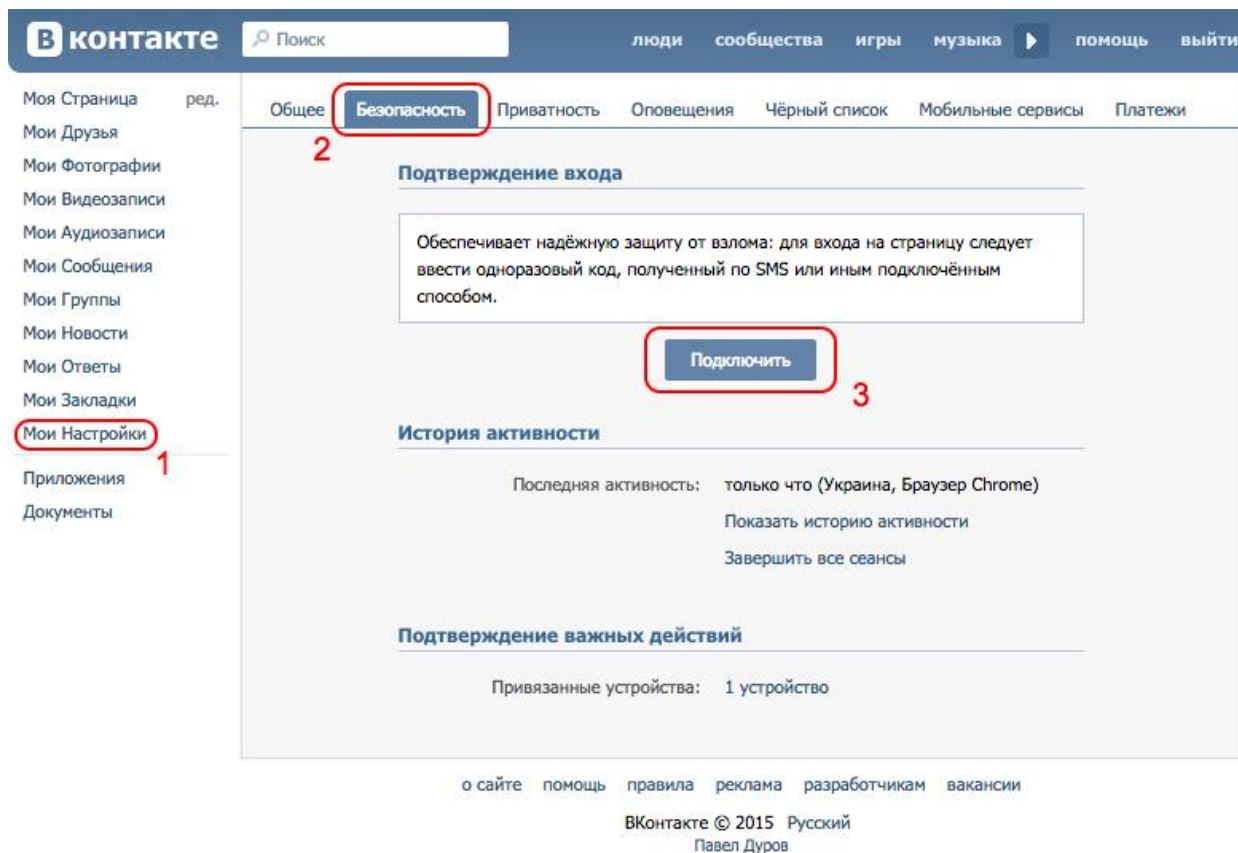 В контакте
Поиск
люди сообщества игры музыка помощь выйти
Моя Страница ред.
Мои Друзья
Мои Фотографии
Мои Видеозаписи
Мои Аудиозаписи
Мои Сообщения
Мои Группы
Мои Новости
Мои Ответы
Мои Закладки
Мои Настройки
1
Приложения
Документы
Общее Безопасность Приватность Оповещения Чёрный список Мобильные сервисы Платежи
2
Подтверждение входа
Обеспечивает надёжную защиту от взлома: для входа на страницу следует
ввести одноразовый код, полученный по SMS или иным подключённым
способом.
Подключить
3
История активности
Последняя активность: только что (Украина, Браузер Chrome)
Показать историю активности
Завершить все сеансы
Подтверждение важных действий
Привязанные устройства: 1 устройство
о сайте помощь правила реклама разработчикам вакансии
ВКонтакте © 2015 Русский
Павел Дуров